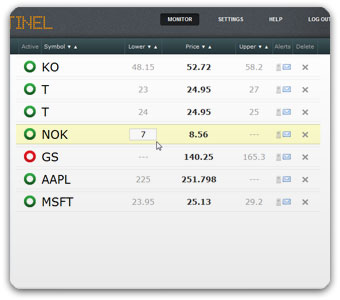 TINEL MONITOR SETTINGS HELP LOG OUT
Active Symbol ▼ ▲ Lower ▼ ▲ Price ▼ ▲ Upper ▼ ▲ Alerts Delete
KO 48.15 52.72 58.2
T 23 24.95 27
T 24 24.95 25
NOK 7 8.56 ---
GS --- 140.25 165.3
AAPL 225 251.798 ---
MSFT 23.95 25.13 29.2